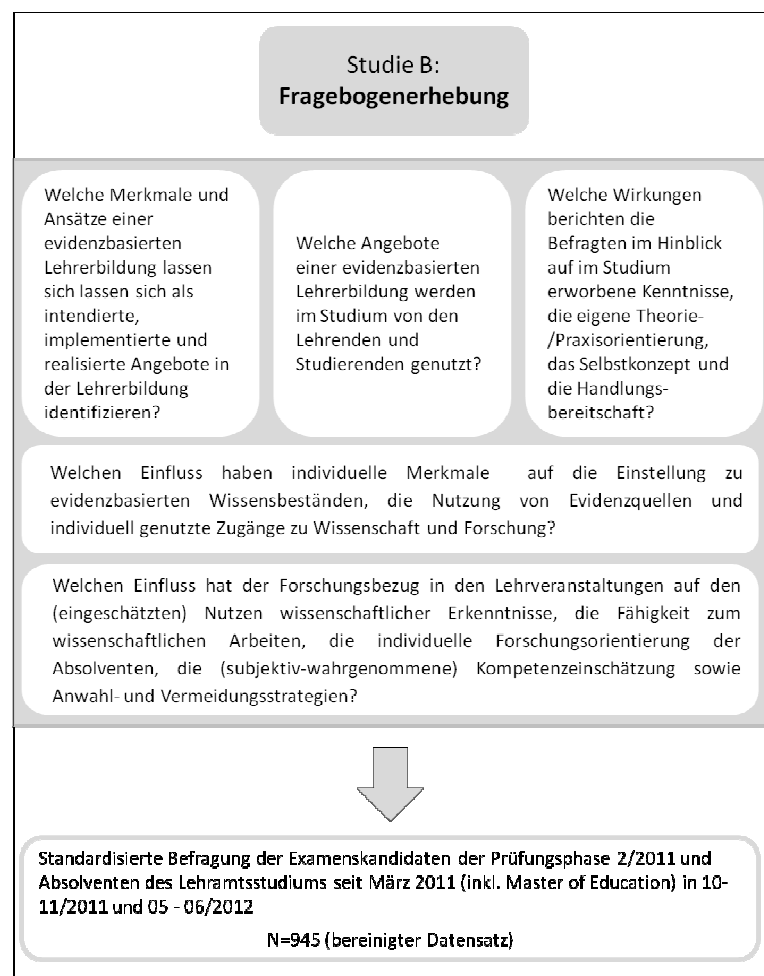 Studie B:
Fragebogenerhebung
Welche Merkmale und
Ansätze einer
evidenzbasierten
Lehrerbildung lassen
sich lassen sich als
intendierte,
implementierte und
realisierte Angebote in
der Lehrerbildung
identifizieren?
Welche Angebote
einer evidenzbasierten
Lehrerbildung werden
im Studium von den
Lehrenden und
Studierenden genutzt?
Welche Wirkungen
berichten die
Befragten im Hinblick
auf im Studium
erworbene Kenntnisse,
die eigene Theorie-
/Praxisorientierung,
das Selbstkonzept und
die Handlungs-
bereitschaft?
Welchen Einfluss haben individuelle Merkmale auf die Einstellung zu
evidenzbasierten Wissensbeständen, die Nutzung von Evidenzquellen und
individuell genutzte Zugänge zu Wissenschaft und Forschung?
Welchen Einfluss hat der Forschungsbezug in den Lehrveranstaltungen auf den
(eingeschätzten) Nutzen wissenschaftlicher Erkenntnisse, die Fähigkeit zum
wissenschaftlichen Arbeiten, die individuelle Forschungsorientierung der
Absolventen, die (subjektiv-wahrgenommene) Kompetenzeinschätzung sowie
Anwahl- und Vermeidungsstrategien?
Standardisierte Befragung der Examenskandidaten der Prüfungsphase 2/2011 und
Absolventen des Lehramtsstudiums seit März 2011 (inkl. Master of Education) in 10-
11/2011 und 05 - 06/2012
N=945 (bereinigter Datensatz)